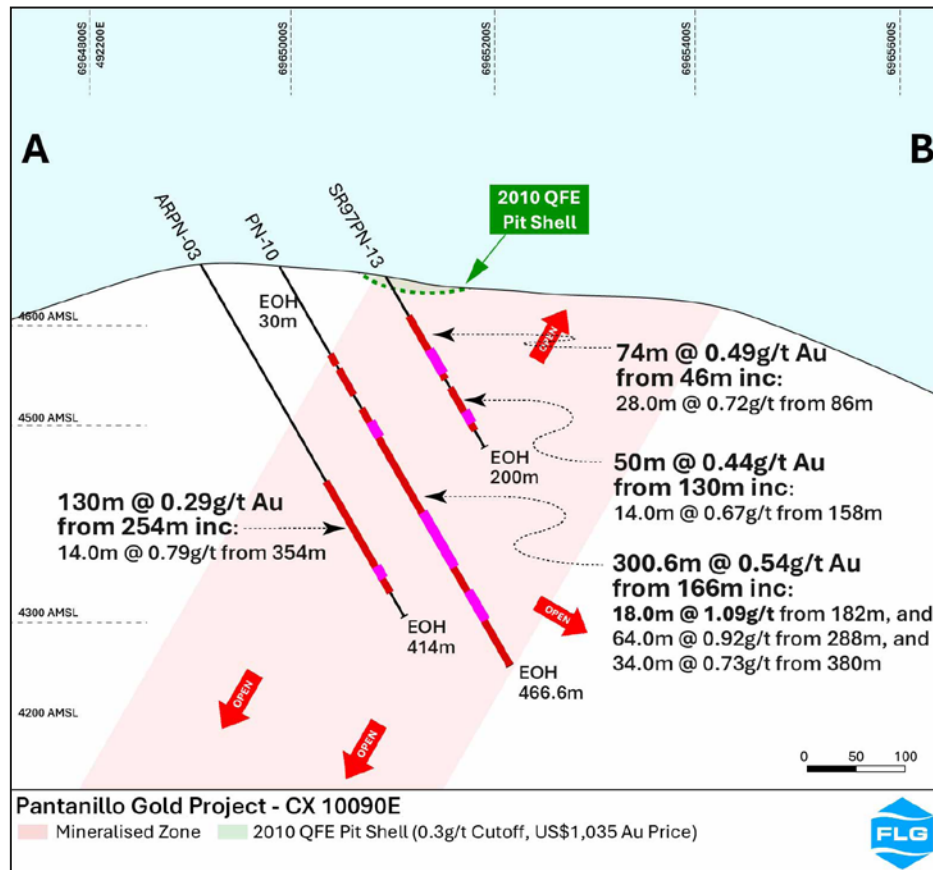 6964800S
492200E
6965000S
6965200S
6965400S
6965600S
A
B
ARPN-03
PN-10
SR97PN-13
2010 QFE
Pit Shell
EOH
30m
4600 AMSL
OPEN
74m @ 0.49g/t Au
from 46m inc:
28.0m @ 0.72g/t from 86m
4500 AMSL
EOH
200m
50m @ 0.44g/t Au
from 130m inc:
14.0m @ 0.67g/t from 158m
130m @ 0.29g/t Au
from 254m inc:
14.0m @ 0.79g/t from 354m
300.6m @ 0.54g/t Au
from 166m inc:
18.0m @ 1.09g/t from 182m, and
64.0m @ 0.92g/t from 288m, and
34.0m @ 0.73g/t from 380m
OPEN
4300 AMSL
EOH
414m
EOH
466.6m
OPEN
4200 AMSL
OPEN
0 50 100
Pantanillo Gold Project - CX 10090E
Mineralised Zone
2010 QFE Pit Shell (0.3g/t Cutoff, US$1,035 Au Price)
FLG